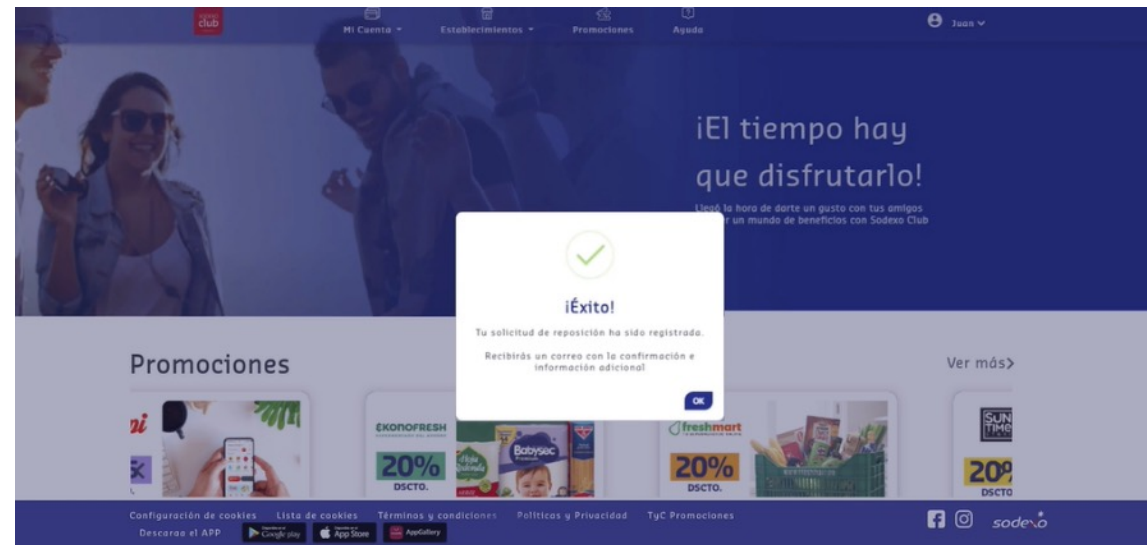 sodexo
club
Mi Cuenta
Establecimientos
Promociones
Ayuda
Juan
¡El tiempo hay
que disfrutarlo!
Llegó la hora de darte un gusto con tus amigos
un mundo de beneficios con Sodexo Club
¡Éxito!
Tu solicitud de reposición ha sido registrada.
Recibirás un correo con la confirmación e
información adicional
OK
Promociones
Ver más>
EKONOFRESH
20%
DSCTO.
Babysec
freshmart
20%
DSCTO.
SUN
TIME
20%
DSCTO
Configuración de cookies Lista de cookies Términos y condiciones Políticas y Privacidad TyC Promociones
Descarga el APP Google play App Store AppGallery
sodexo